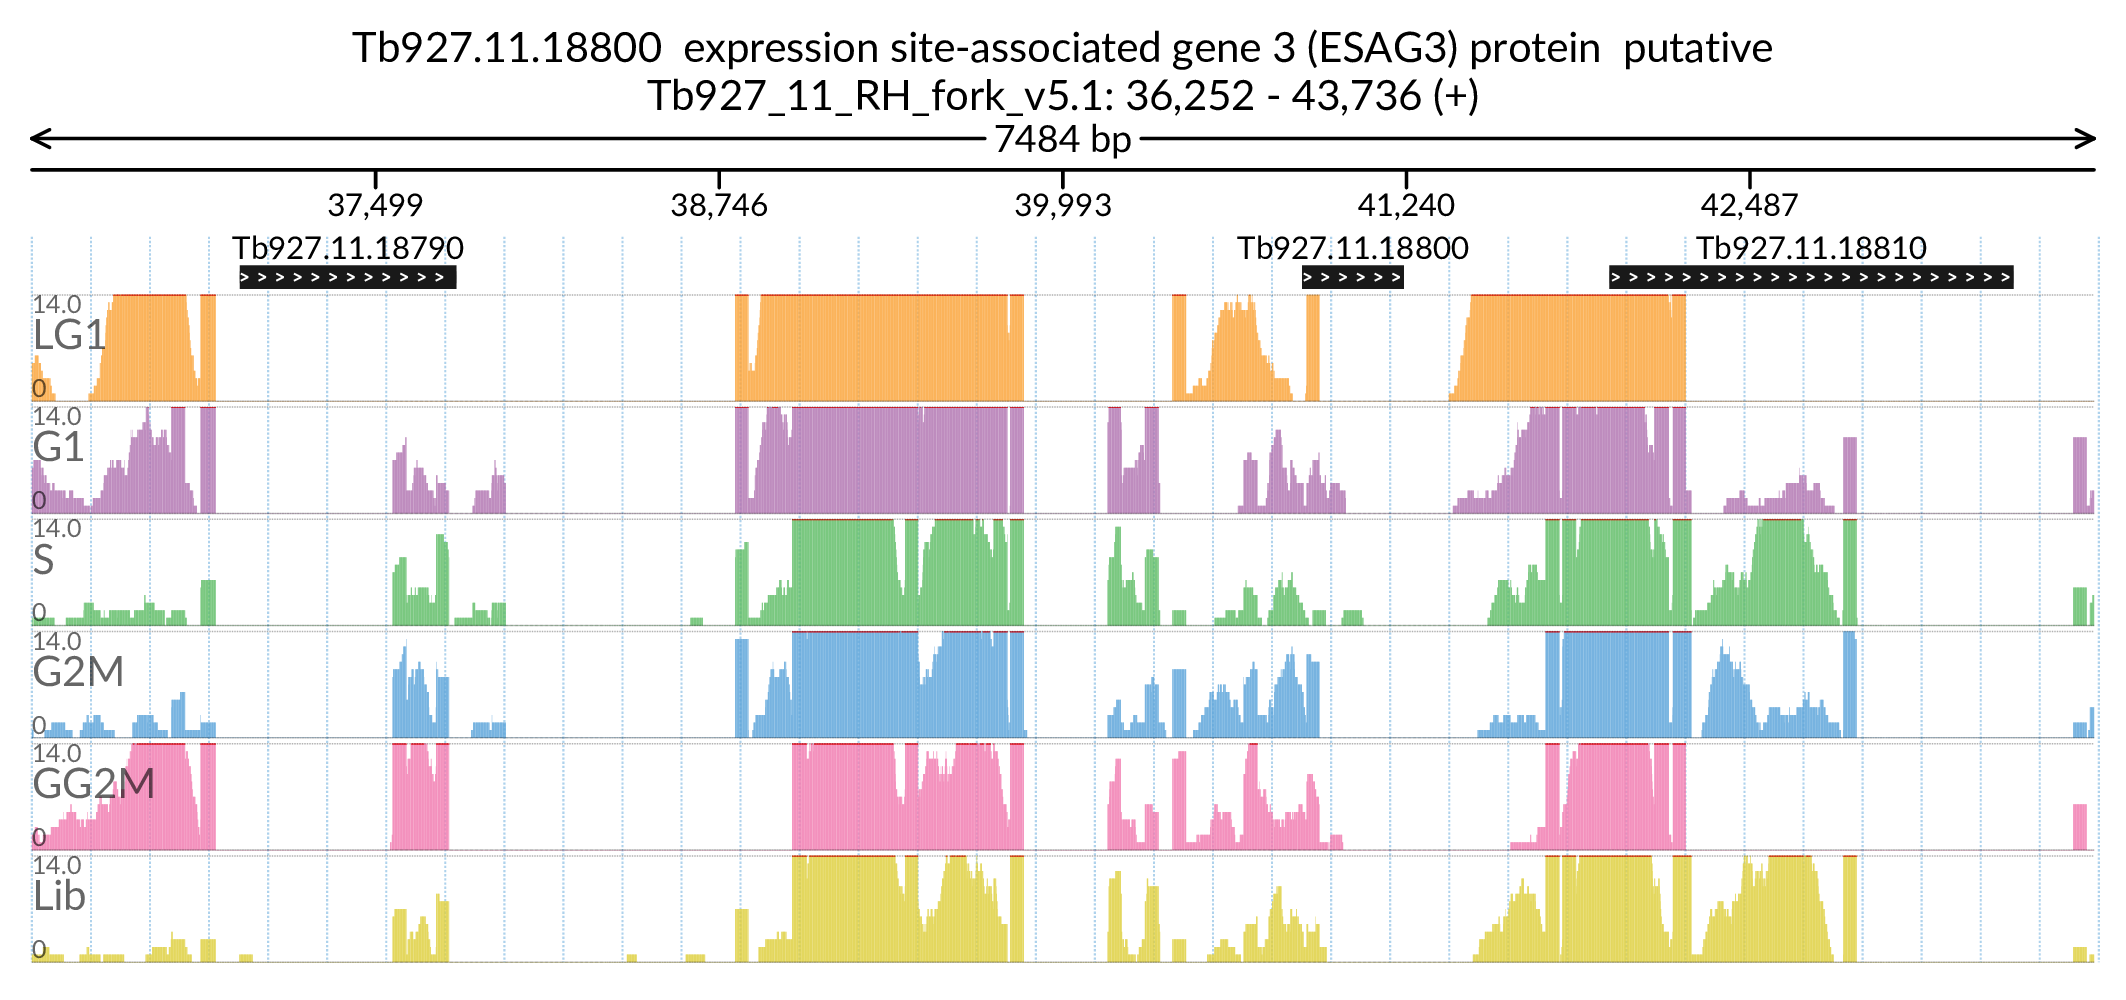 Tb927.11.18800  expression site-associated gene 3 (ESAG3) protein  putative
Tb927_11_RH_fork_v5.1: 36,252 - 43,736 (+)
7484 bp
37,499 38,746 39,993 41,240 42,487
Tb927.11.18790 Tb927.11.18800 Tb927.11.18810
14.0
LG1
0
14.0
G1
0
14.0
S
0
14.0
G2M
0
14.0
GG2M
0
14.0
Lib
0